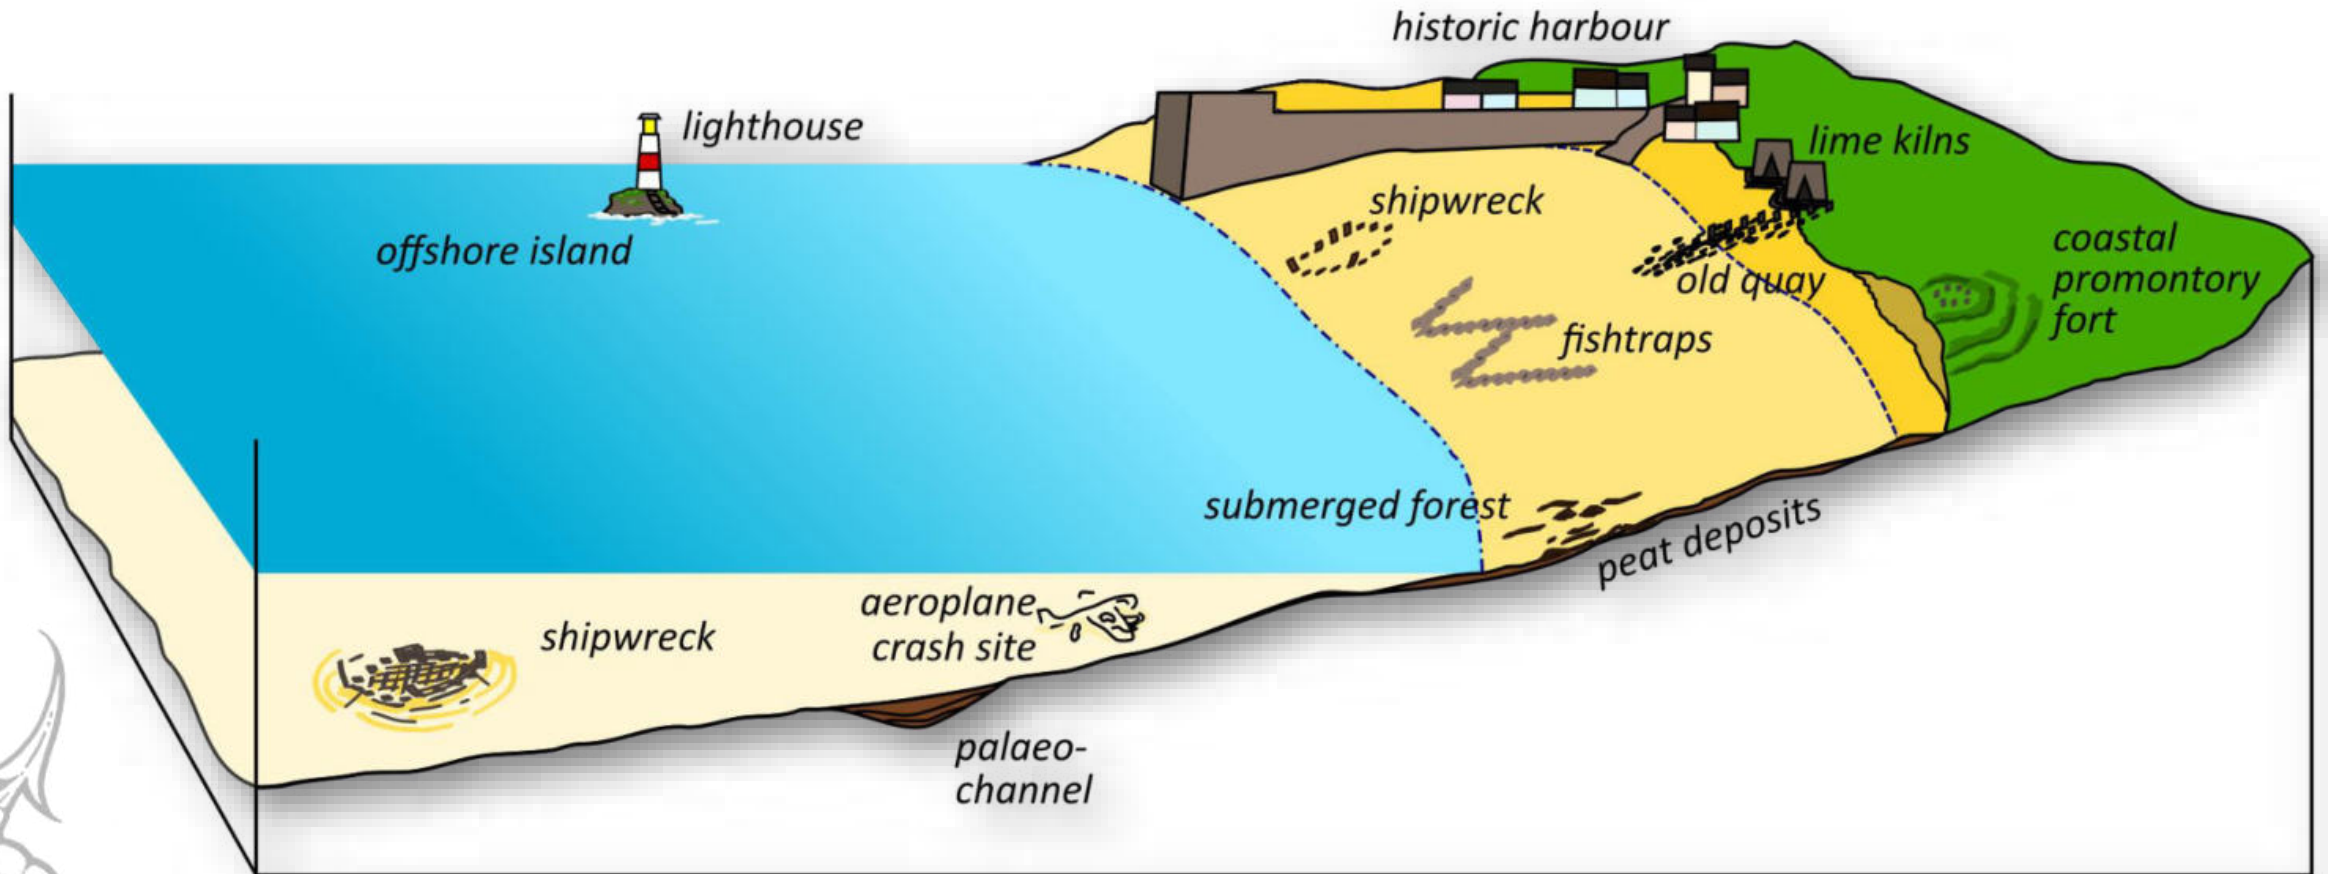 historic harbour
lighthouse
lime kilns
shipwreck
offshore island
old quay
coastal
promontory
fort
fishtraps
submerged forest
peat deposits
aeroplane
crash site
shipwreck
palaeo-
channel